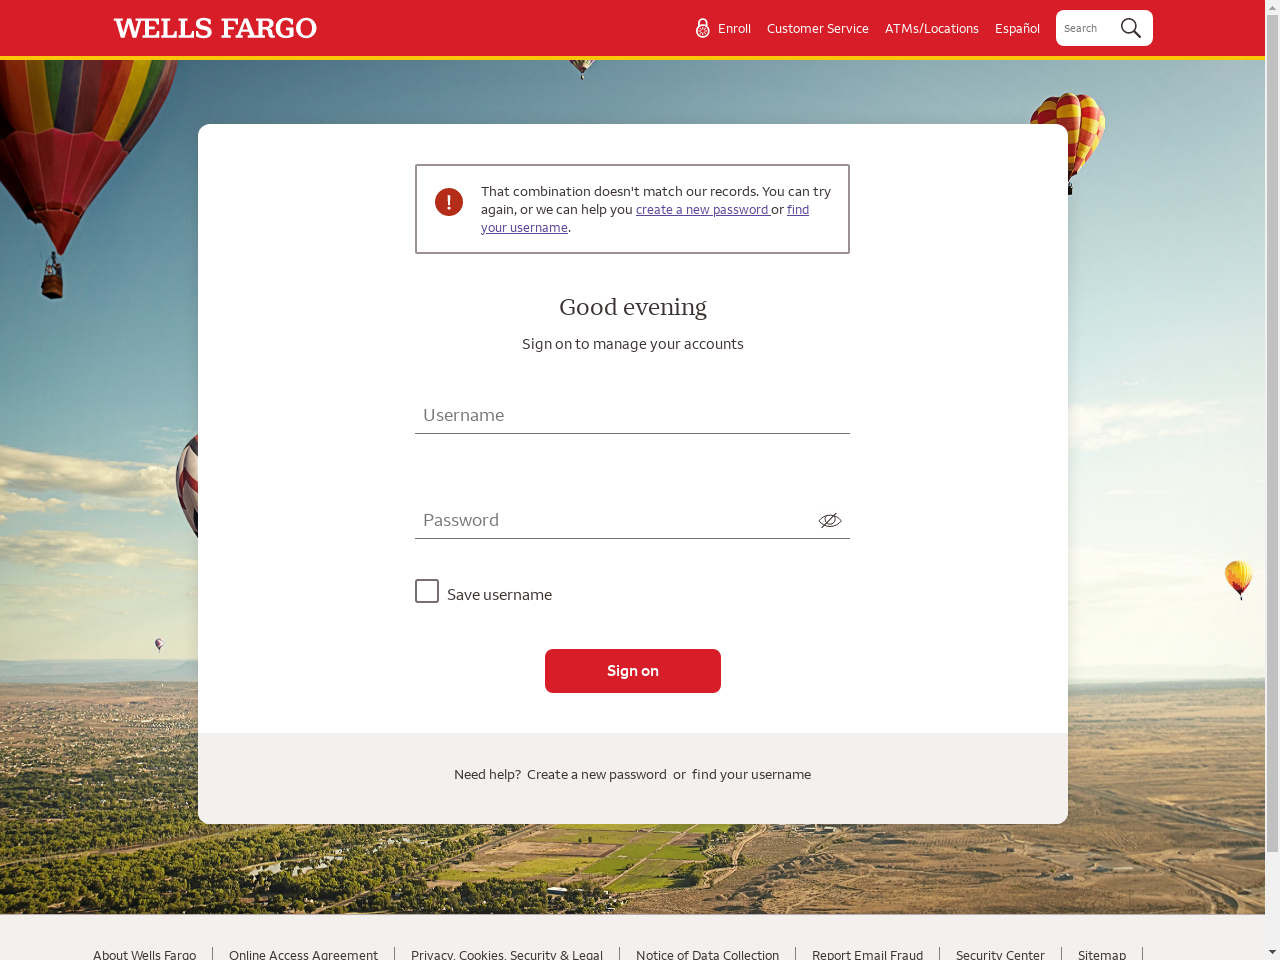 WELLS FARGO
Enroll
Customer Service
ATMs/Locations
Español
Search
That combination doesn't match our records. You can try
again, or we can help you create a new password or find
your username.
Good evening
Sign on to manage your accounts
Username
Password
Save username
Sign on
Need help? Create a new password or find your username
About Wells Fargo
Online Access Agreement
Privacy, Cookies, Security & Legal
Notice of Data Collection
Report Email Fraud
Security Center
Sitemap